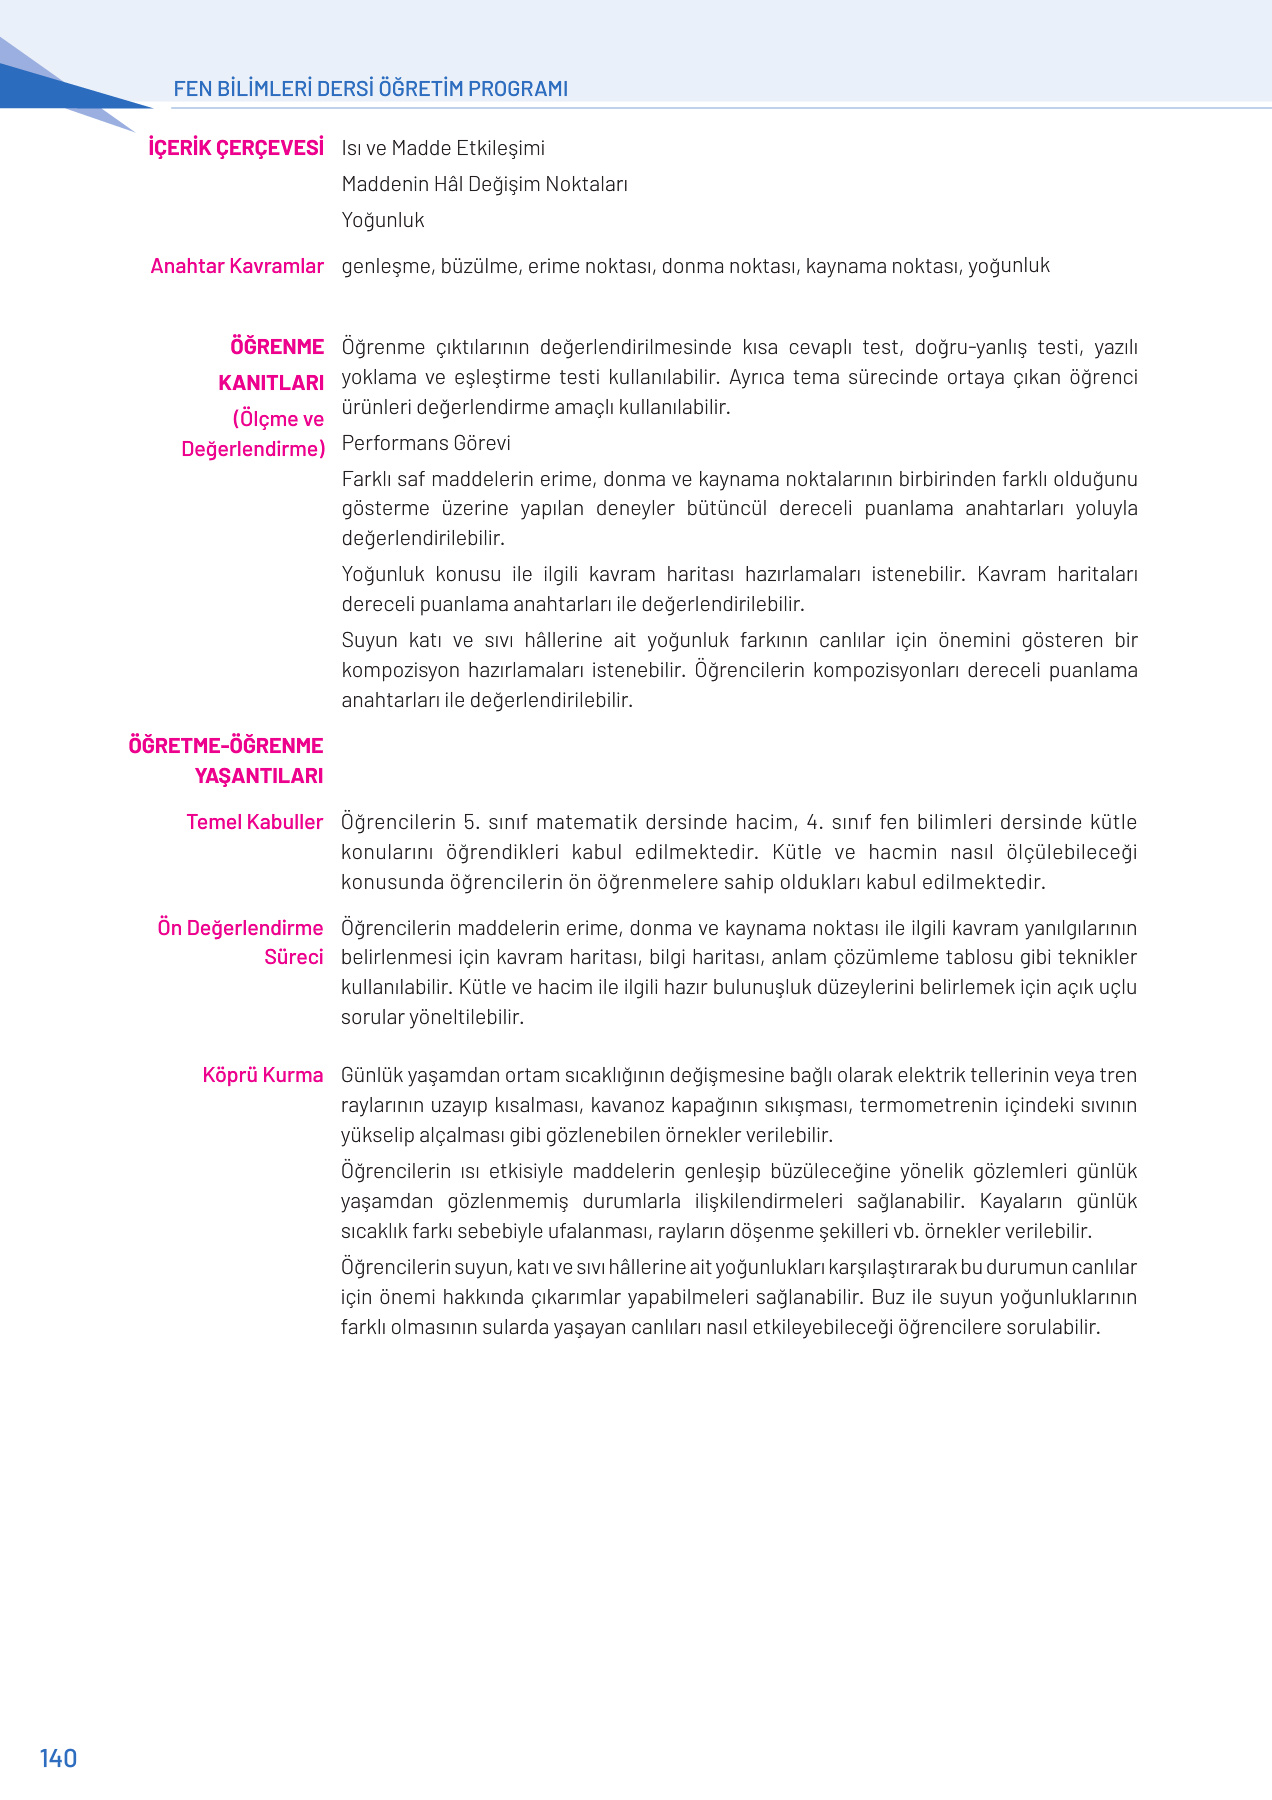 FEN BİLİMLERİ DERSİ ÖĞRETİM PROGRAMI
İÇERİK ÇERÇEVESİ
Isı ve Madde Etkileşimi
Maddenin Hâl Değişim Noktaları
Yoğunluk
Anahtar Kavramlar
genleşme, büzülme, erime noktası, donma noktası, kaynama noktası, yoğunluk
ÖĞRENME
KANITLARI
(Ölçme ve
Değerlendirme)
Öğrenme çıktılarının değerlendirilmesinde kısa cevaplı test, doğru-yanlış testi, yazılı
yoklama ve eşleştirme testi kullanılabilir. Ayrıca tema sürecinde ortaya çıkan öğrenci
ürünleri değerlendirme amaçlı kullanılabilir.
Performans Görevi
Farklı saf maddelerin erime, donma ve kaynama noktalarının birbirinden farklı olduğunu
gösterme üzerine yapılan deneyler bütüncül dereceli puanlama anahtarları yoluyla
değerlendirilebilir.
Yoğunluk konusu ile ilgili kavram haritası hazırlamaları istenebilir. Kavram haritaları
dereceli puanlama anahtarları ile değerlendirilebilir.
Suyun katı ve sıvı hâllerine ait yoğunluk farkının canlılar için önemini gösteren bir
kompozisyon hazırlamaları istenebilir. Öğrencilerin kompozisyonları dereceli puanlama
anahtarları ile değerlendirilebilir.
ÖĞRETME-ÖĞRENME
YAŞANTILARI
Temel Kabuller
Öğrencilerin 5. sınıf matematik dersinde hacim, 4. sınıf fen bilimleri dersinde kütle
konularını öğrendikleri kabul edilmektedir. Kütle ve hacmin nasıl ölçülebileceği
konusunda öğrencilerin ön öğrenmelere sahip oldukları kabul edilmektedir.
Ön Değerlendirme
Süreci
Öğrencilerin maddelerin erime, donma ve kaynama noktası ile ilgili kavram yanılgılarının
belirlenmesi için kavram haritası, bilgi haritası, anlam çözümleme tablosu gibi teknikler
kullanılabilir. Kütle ve hacim ile ilgili hazır bulunuşluk düzeylerini belirlemek için açık uçlu
sorular yöneltilebilir.
Köprü Kurma
Günlük yaşamdan ortam sıcaklığının değişmesine bağlı olarak elektrik tellerinin veya tren
raylarının uzayıp kısalması, kavanoz kapağının sıkışması, termometrenin içindeki sıvının
yükselip alçalması gibi gözlenebilen örnekler verilebilir.
Öğrencilerin ısı etkisiyle maddelerin genleşip büzüleceğine yönelik gözlemleri günlük
yaşamdan gözlenmemiş durumlarla ilişkilendirmeleri sağlanabilir. Kayaların günlük
sıcaklık farkı sebebiyle ufalanması, rayların döşenme şekilleri vb. örnekler verilebilir.
Öğrencilerin suyun, katı ve sıvı hâllerine ait yoğunlukları karşılaştırarak bu durumun canlılar
için önemi hakkında çıkarımlar yapabilmeleri sağlanabilir. Buz ile suyun yoğunluklarının
farklı olmasının sularda yaşayan canlıları nasıl etkileyebileceği öğrencilere sorulabilir.
140